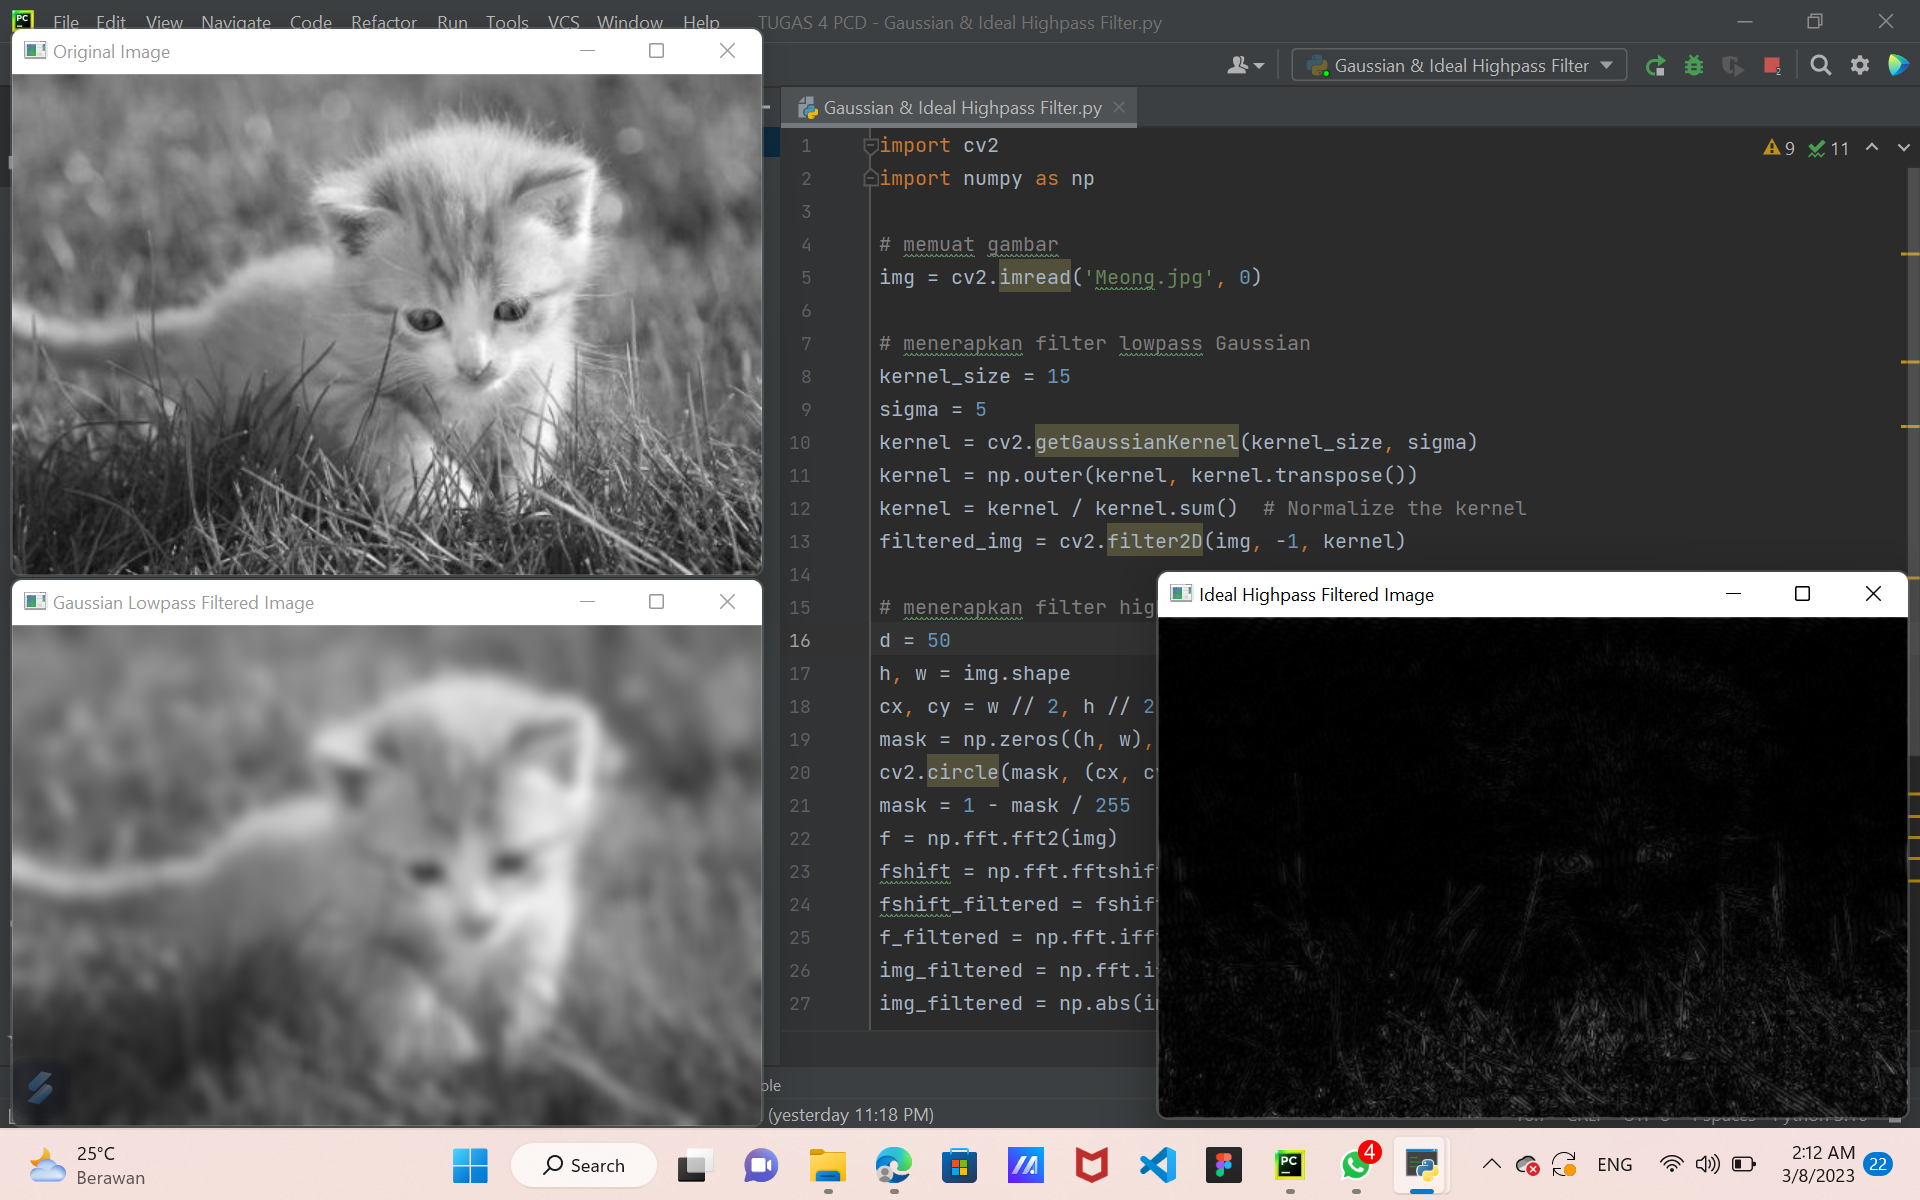 File Edit View Navigate Code Refactor Run Tools VCS Window Help TUGAS 4 PCD - Gaussian & Ideal Highpass Filter.py
Original Image
Gaussian & Ideal Highpass Filter
2
Gaussian & Ideal Highpass Filter.py
9 11
1 import cv2
2 import numpy as np
3
4 # memuat gambar
5 img = cv2.imread('Meong.jpg', 0)
6
7 # menerapkan filter lowpass Gaussian
8 kernel_size = 15
9 sigma = 5
10 kernel = cv2.getGaussianKernel(kernel_size, sigma)
11 kernel = np.outer(kernel, kernel.transpose())
12 kernel = kernel / kernel.sum()  # Normalize the kernel
13 filtered_img = cv2.filter2D(img, -1, kernel)
14
15 # menerapkan filter hig
16 d = 50
17 h, w = img.shape
18 cx, cy = w // 2, h // 2
19 mask = np.zeros((h, w),
20 cv2.circle(mask, (cx, c
21 mask = 1 - mask / 255
22 f = np.fft.fft2(img)
23 fshift = np.fft.fftshif
24 fshift_filtered = fshif
25 f_filtered = np.fft.iff
26 img_filtered = np.fft.i
27 img_filtered = np.abs(i
Gaussian Lowpass Filtered Image
Ideal Highpass Filtered Image
ole
(yesterday 11:18 PM)
25°C
Berawan
Search
PC
4
ENG
2:12 AM
3/8/2023
22